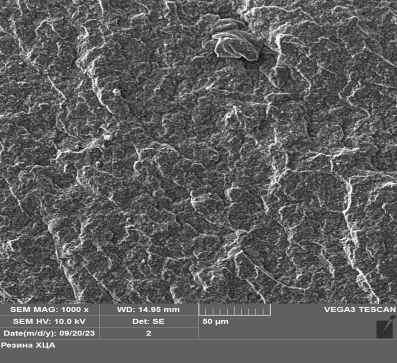 SEM MAG: 1000 x WD: 14.95 mm VEGA3 TESCAN
SEM HV: 10.0 kV Det: SE 50 µm
Date(m/d/y): 09/20/23 2
Резина ХЦА